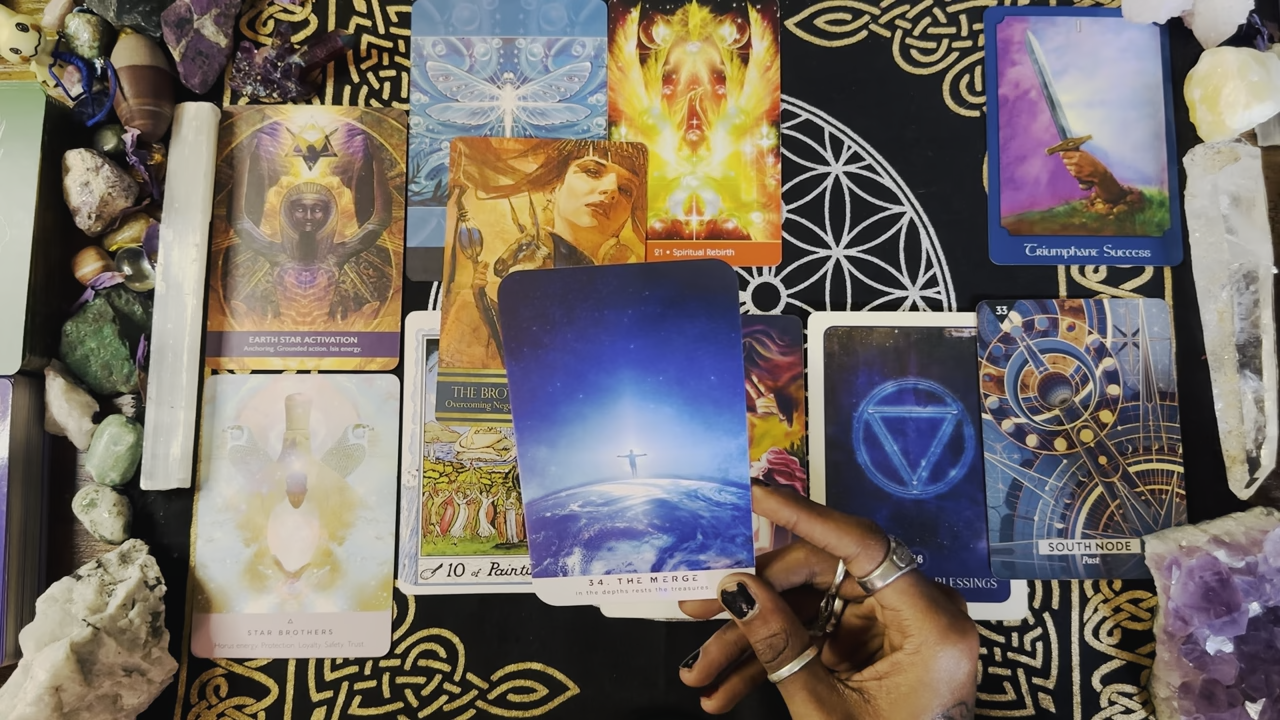 21 • Spiritual Rebirth
I
Triumphant Success
EARTH STAR ACTIVATION
Anchoring. Grounded action. Isis energy.
THE BRO
Overcoming Neg
33
SOUTH NODE
Past
BLESSINGS
10 of Painti
34. THE MERGE
in the depths rests the treasures.
6
STAR BROTHERS
Horus energy. Protection. Loyalty. Safety. Trust.